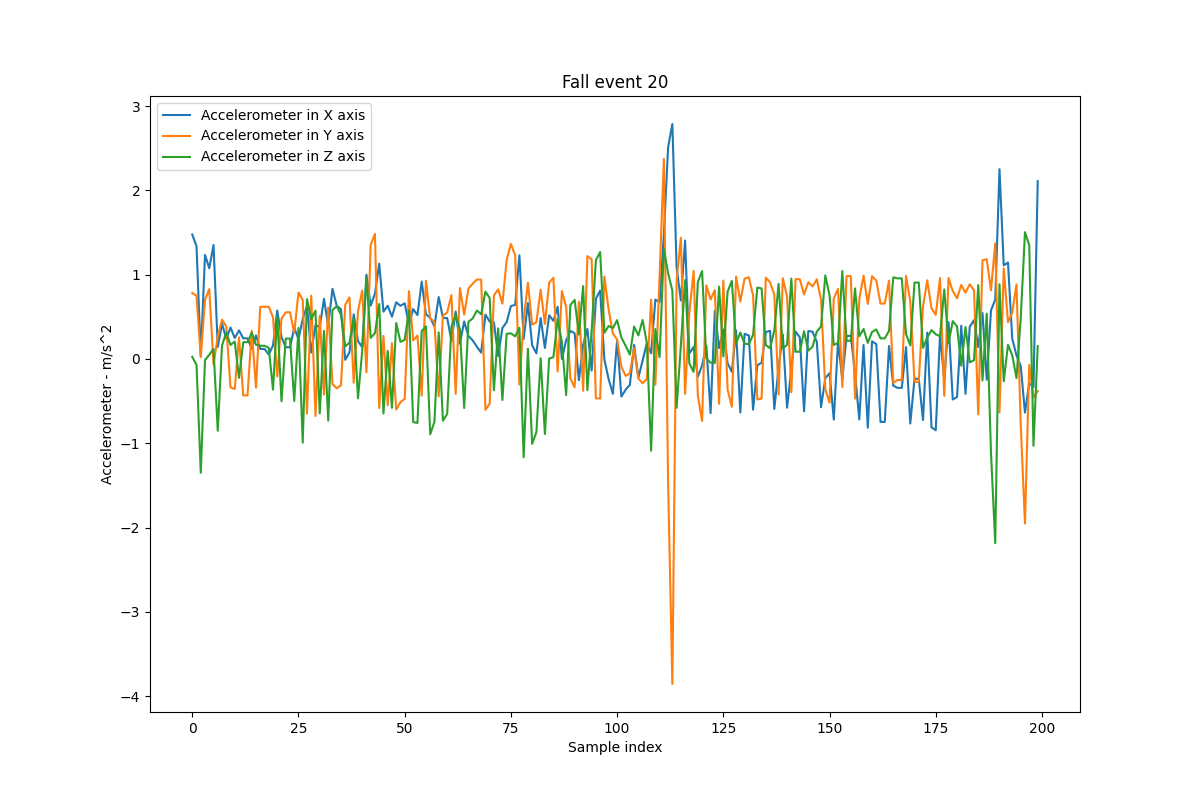 Fall event 20
Accelerometer in X axis
Accelerometer in Y axis
Accelerometer in Z axis
Accelerometer - m/s^2
3
2
1
0
−1
−2
−3
−4
0 25 50 75 100 125 150 175 200
Sample index